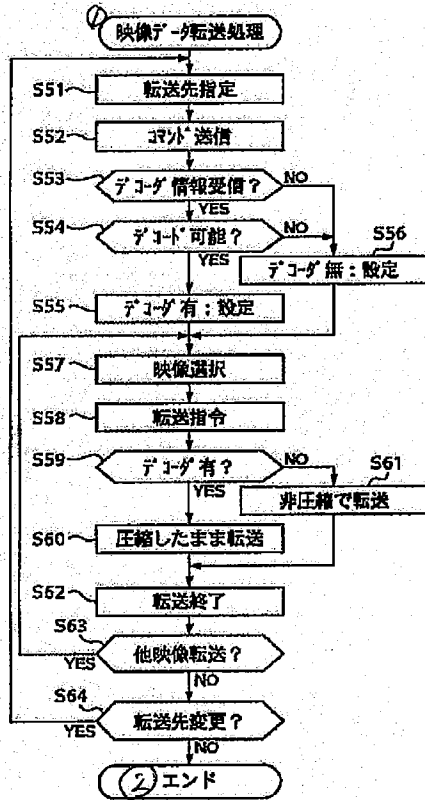 ①
映像データ転送処理
S51
転送先指定
S52
コマンド送信
S53
デコーダ情報受信？
NO
YES
S54
デコード可能？
NO
YES
S56
デコーダ無：設定
S55
デコーダ有：設定
S57
映像選択
S58
転送指令
S59
デコーダ有？
NO
YES
S61
非圧縮で転送
S60
圧縮したまま転送
S62
転送終了
S63
他映像転送？
YES
NO
S64
転送先変更？
YES
NO
② エンド